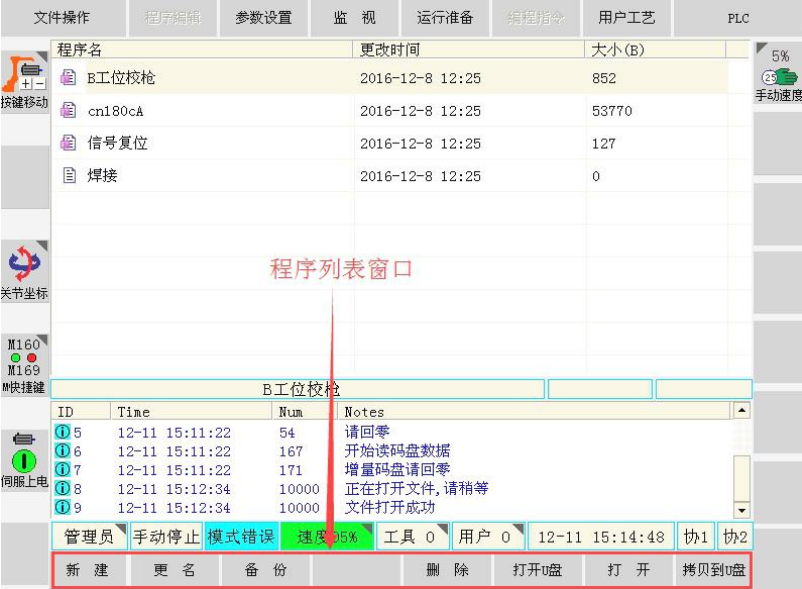 文件操作 程序编辑 参数设置 监 视 运行准备 编程指令 用户工艺 PLC
程序名 更改时间 大小(B)
B工位校枪 2016-12-8 12:25 852
cn180cA 2016-12-8 12:25 53770
信号复位 2016-12-8 12:25 127
焊接 2016-12-8 12:25 0
按键移动
5%
25
手动速度
程序列表窗口
关节坐标
M160
M169
M快捷键
B工位校枪
ID Time Num Notes
5 12-11 15:11:22 54 请回零
6 12-11 15:11:22 167 开始读码盘数据
7 12-11 15:11:22 171 增量码盘请回零
8 12-11 15:12:34 10000 正在打开文件,请稍等
9 12-11 15:12:34 10000 文件打开成功
伺服上电
管理员 手动停止 模式错误 速度 95% 工具 0 用户 0 12-11 15:14:48 协1 协2
新 建 更 名 备 份 删 除 打开U盘 打 开 拷贝到U盘